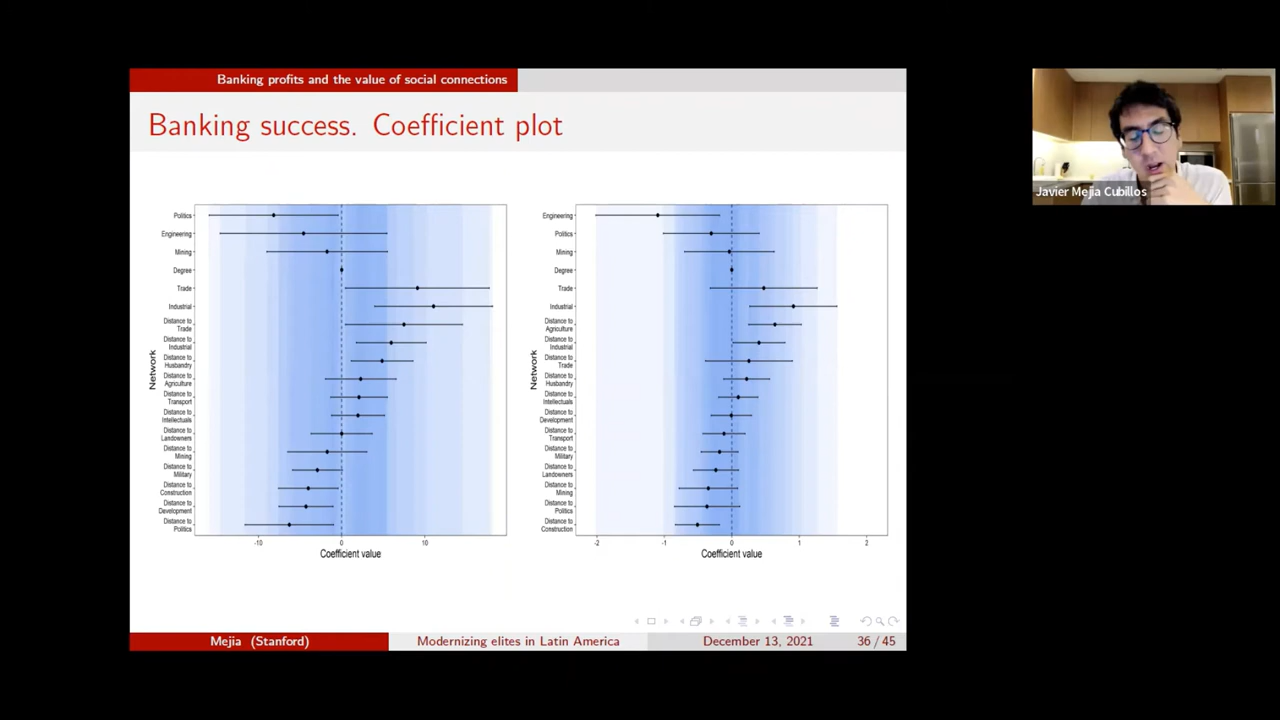 Banking profits and the value of social connections
Banking success. Coefficient plot
Network
Politics
Engineering
Mining
Degree
Trade
Industrial
Distance to
Trade
Distance to
Industrial
Distance to
Husbandry
Distance to
Agriculture
Distance to
Transport
Distance to
Intellectuals
Distance to
Landowners
Distance to
Mining
Distance to
Military
Distance to
Construction
Distance to
Development
Distance to
Politics
-10 0 10
Coefficient value
Network
Engineering
Politics
Mining
Degree
Trade
Industrial
Distance to
Agriculture
Distance to
Industrial
Distance to
Trade
Distance to
Husbandry
Distance to
Intellectuals
Distance to
Development
Distance to
Transport
Distance to
Military
Distance to
Landowners
Distance to
Mining
Distance to
Politics
Distance to
Construction
-2 -1 0 1 2
Coefficient value
Mejia (Stanford) Modernizing elites in Latin America December 13, 2021 36 / 45
Javier Mejia Cubillos